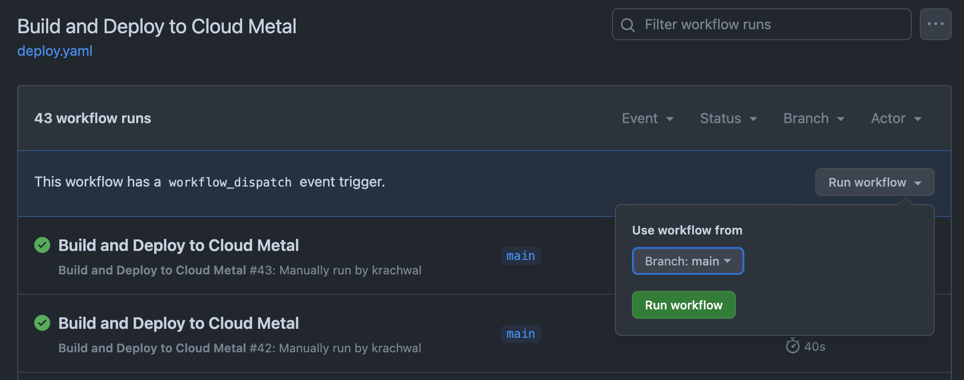 Build and Deploy to Cloud Metal
deploy.yaml
Filter workflow runs
43 workflow runs
Event
Status
Branch
Actor
This workflow has a workflow_dispatch event trigger.
Run workflow
Use workflow from
Branch: main
Run workflow
Build and Deploy to Cloud Metal
Build and Deploy to Cloud Metal #43: Manually run by krachwal
main
Build and Deploy to Cloud Metal
Build and Deploy to Cloud Metal #42: Manually run by krachwal
main
40s